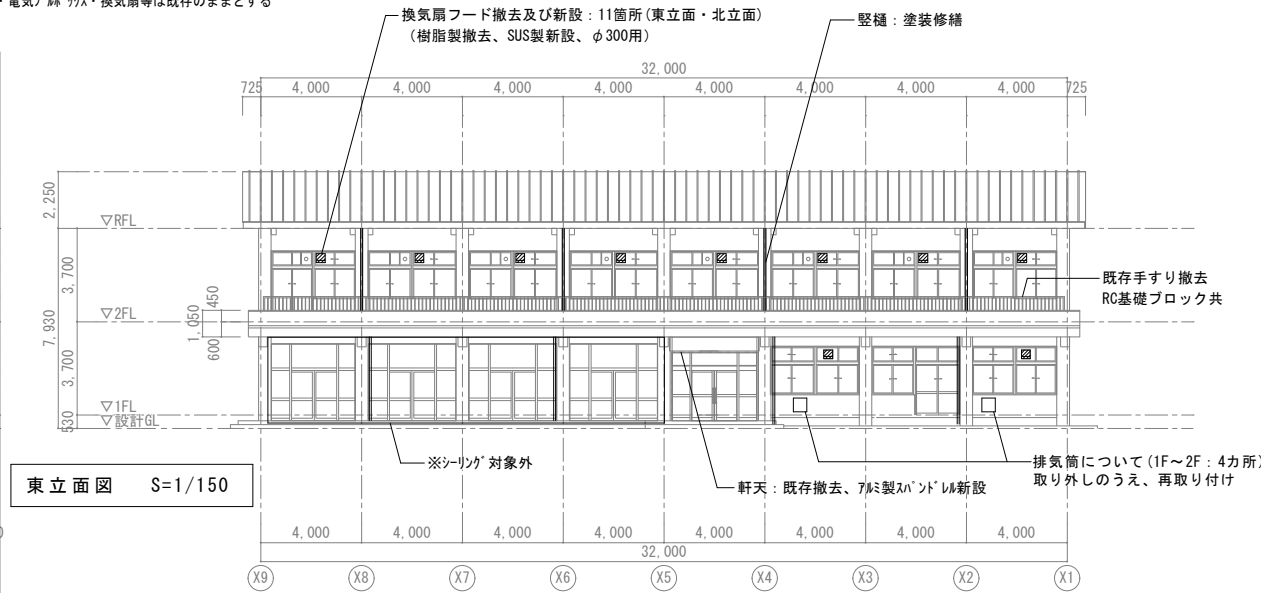 ・電気プルボックス・換気扇等は既存のままとする
換気扇フード撤去及び新設：11箇所(東立面・北立面)
(樹脂製撤去、SUS製新設、φ300用)
竪樋：塗装修繕
32,000
725 4,000 4,000 4,000 4,000 4,000 4,000 4,000 4,000 725
2,250
▽RFL
3,700
既存手すり撤去
RC基礎ブロック共
450
▽2FL
1,050
7,930
600
3,700
▽1FL
▽設計GL
530
※シーリング対象外
排気筒について(1F～2F：4カ所)
取り外しのうえ、再取り付け
軒天：既存撤去、アルミ製スパンドレル新設
東立面図 S=1/150
4,000 4,000 4,000 4,000 4,000 4,000 4,000 4,000
32,000
X9 X8 X7 X6 X5 X4 X3 X2 X1